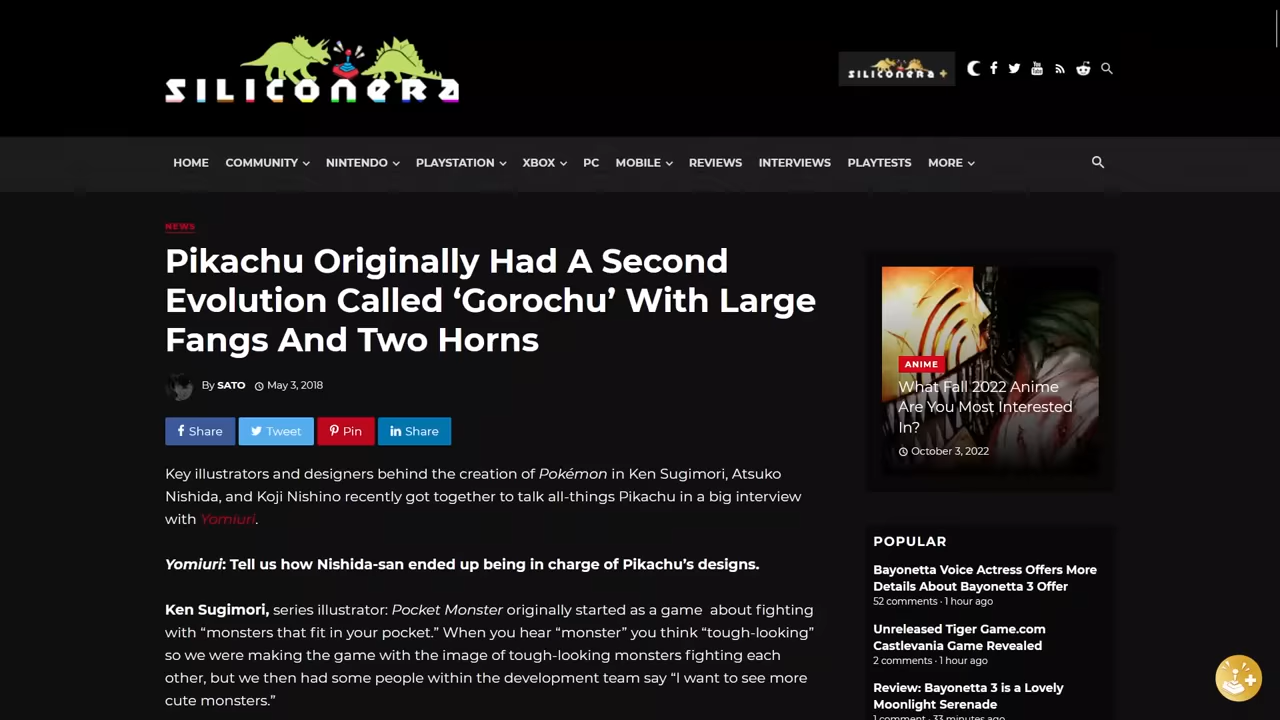 SILICONERA
SILICONERA +
HOME COMMUNITY NINTENDO PLAYSTATION XBOX PC MOBILE REVIEWS INTERVIEWS PLAYTESTS MORE
NEWS
Pikachu Originally Had A Second
Evolution Called ‘Gorochu’ With Large
Fangs And Two Horns
By SATO May 3, 2018
Share Tweet Pin Share
Key illustrators and designers behind the creation of Pokémon in Ken Sugimori, Atsuko
Nishida, and Koji Nishino recently got together to talk all-things Pikachu in a big interview
with Yomiuri.
Yomiuri: Tell us how Nishida-san ended up being in charge of Pikachu’s designs.
Ken Sugimori, series illustrator: Pocket Monster originally started as a game about fighting
with “monsters that fit in your pocket.” When you hear “monster” you think “tough-looking”
so we were making the game with the image of tough-looking monsters fighting each
other, but we then had some people within the development team say “I want to see more
cute monsters.”
ANIME
What Fall 2022 Anime
Are You Most Interested
In?
October 3, 2022
POPULAR
Bayonetta Voice Actress Offers More
Details About Bayonetta 3 Offer
52 comments · 1 hour ago
Unreleased Tiger Game.com
Castlevania Game Revealed
2 comments · 1 hour ago
Review: Bayonetta 3 is a Lovely
Moonlight Serenade
1 comment · 33 minutes ago